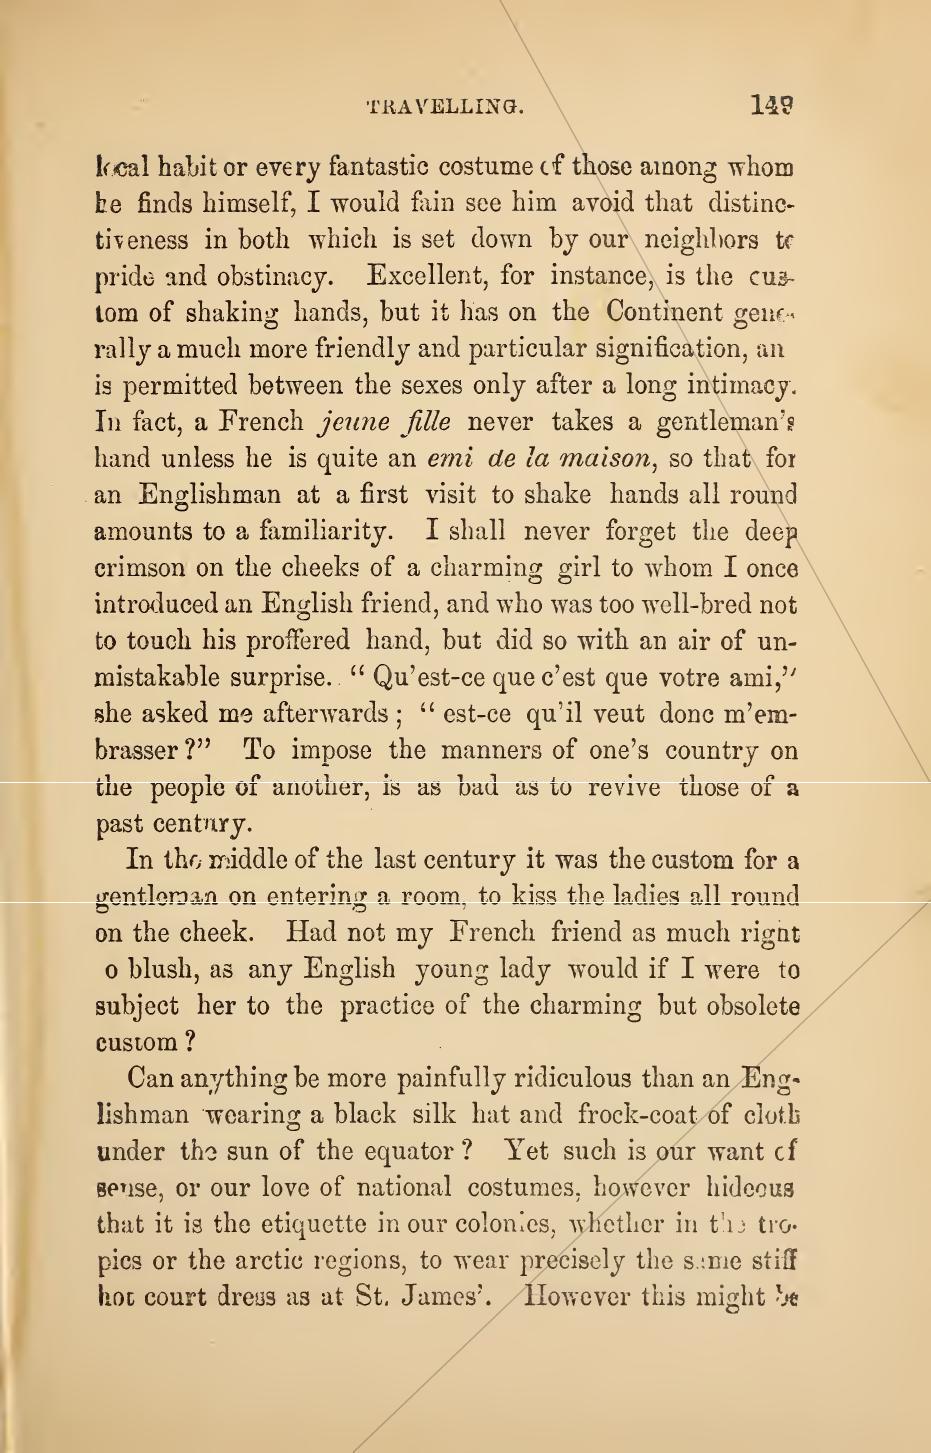 TRAVELLING. 149
local habit or every fantastic costume of those among whom
he finds himself, I would fain see him avoid that distinc-
tiveness in both which is set down by our neighbors to
pride and obstinacy. Excellent, for instance, is the cus-
tom of shaking hands, but it has on the Continent gene-
rally a much more friendly and particular signification, an
is permitted between the sexes only after a long intimacy.
In fact, a French jeune fille never takes a gentleman's
hand unless he is quite an emi de la maison, so that for
an Englishman at a first visit to shake hands all round
amounts to a familiarity. I shall never forget the deep
crimson on the cheeks of a charming girl to whom I once
introduced an English friend, and who was too well-bred not
to touch his proffered hand, but did so with an air of un-
mistakable surprise. “ Qu'est-ce que c'est que votre ami,”
she asked me afterwards ; “ est-ce qu'il veut donc m'em-
brasser ?” To impose the manners of one's country on
the people of another, is as bad as to revive those of a
past century.
In the middle of the last century it was the custom for a
gentleman on entering a room, to kiss the ladies all round
on the cheek. Had not my French friend as much right
o blush, as any English young lady would if I were to
subject her to the practice of the charming but obsolete
custom ?
Can anything be more painfully ridiculous than an Eng-
lishman wearing a black silk hat and frock-coat of cloth
under the sun of the equator ? Yet such is our want of
sense, or our love of national costumes, however hideous
that it is the etiquette in our colonies, whether in the tro-
pics or the arctic regions, to wear precisely the same stiff
hot court dress as at St. James'. However this might be